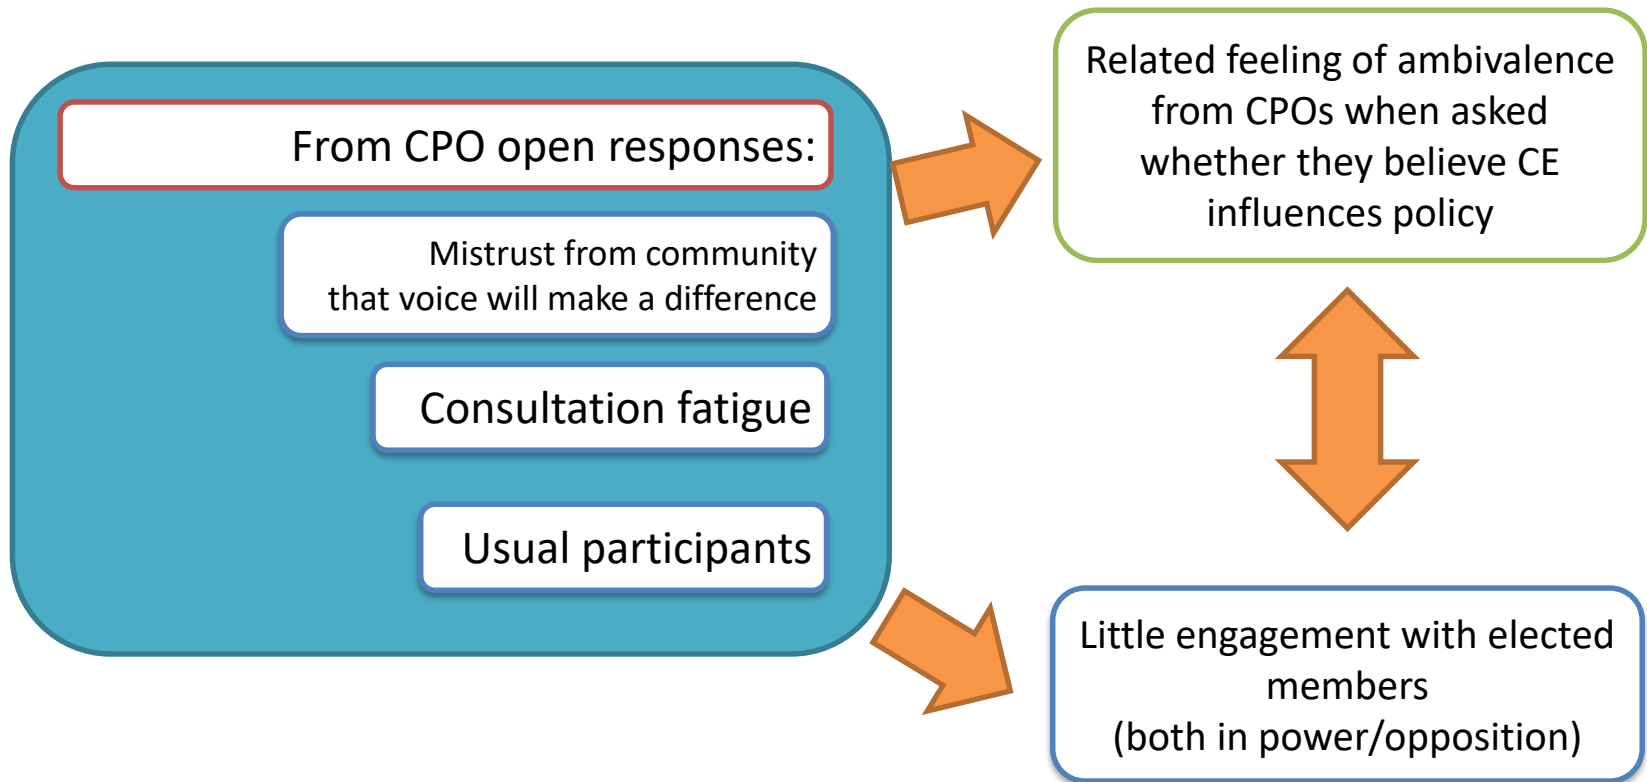 From CPO open responses:
Mistrust from community
that voice will make a difference
Consultation fatigue
Usual participants
Related feeling of ambivalence
from CPOs when asked
whether they believe CE
influences policy
Little engagement with elected
members
(both in power/opposition)